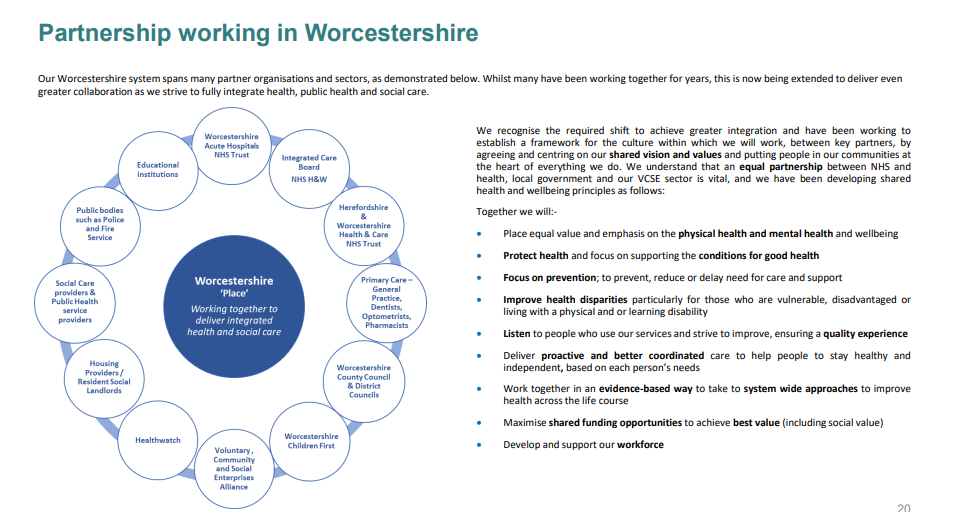 Partnership working in Worcestershire
Our Worcestershire system spans many partner organisations and sectors, as demonstrated below. Whilst many have been working together for years, this is now being extended to deliver even
greater collaboration as we strive to fully integrate health, public health and social care.
Worcestershire
Acute Hospitals
NHS Trust
Integrated Care
Board
NHS H&W
Herefordshire
&
Worcestershire
Health & Care
NHS Trust
Primary Care –
General
Practice,
Dentists,
Optometrists,
Pharmacists
Worcestershire
County Council
& District
Councils
Worcestershire
Children First
Voluntary,
Community
and Social
Enterprises
Alliance
Healthwatch
Housing
Providers /
Resident Social
Landlords
Social Care
providers &
Public Health
service
providers
Public bodies
such as Police
and Fire
Service
Educational
institutions
Worcestershire
'Place'
Working together to
deliver integrated
health and social care
We recognise the required shift to achieve greater integration and have been working to
establish a framework for the culture within which we will work, between key partners, by
agreeing and centring on our shared vision and values and putting people in our communities at
the heart of everything we do. We understand that an equal partnership between NHS and
health, local government and our VCSE sector is vital, and we have been developing shared
health and wellbeing principles as follows:
Together we will:-
• Place equal value and emphasis on the physical health and mental health and wellbeing
• Protect health and focus on supporting the conditions for good health
• Focus on prevention; to prevent, reduce or delay need for care and support
• Improve health disparities particularly for those who are vulnerable, disadvantaged or
living with a physical and or learning disability
• Listen to people who use our services and strive to improve, ensuring a quality experience
• Deliver proactive and better coordinated care to help people to stay healthy and
independent, based on each person's needs
• Work together in an evidence-based way to take to system wide approaches to improve
health across the life course
• Maximise shared funding opportunities to achieve best value (including social value)
• Develop and support our workforce
20